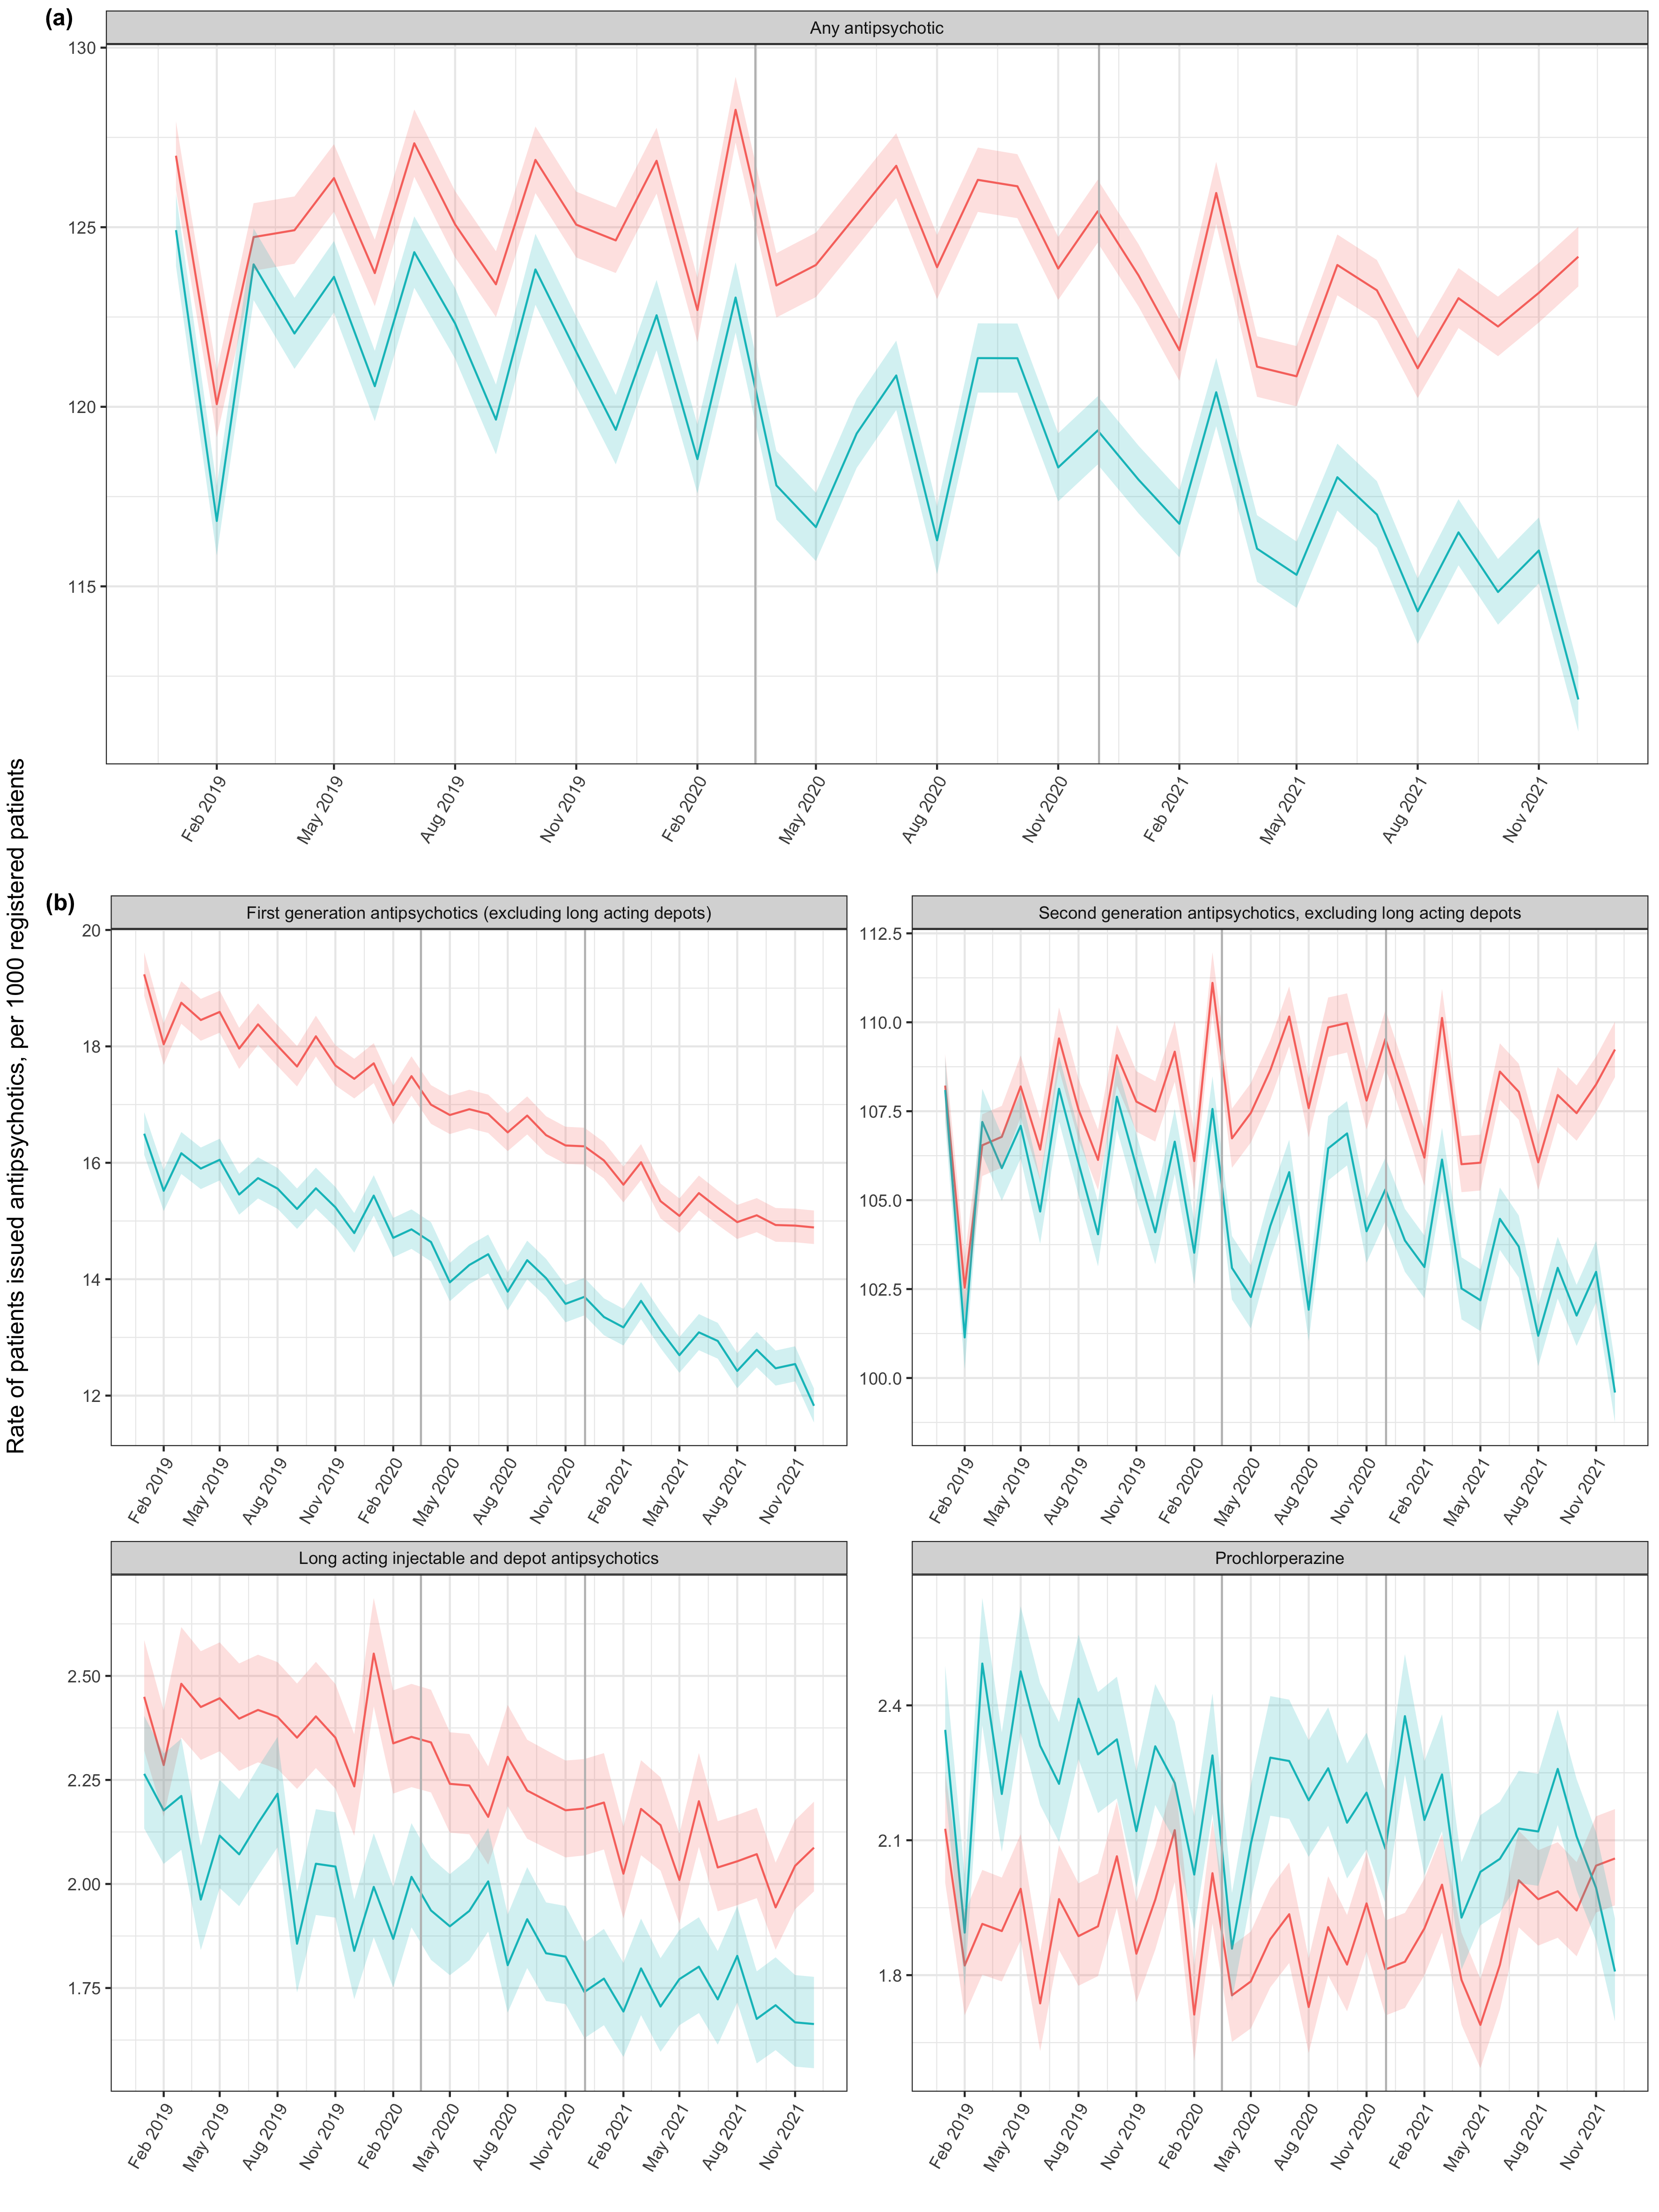 (a)
Any antipsychotic
130
125
120
115
Feb 2019
May 2019
Aug 2019
Nov 2019
Feb 2020
May 2020
Aug 2020
Nov 2020
Feb 2021
May 2021
Aug 2021
Nov 2021
Rate of patients issued antipsychotics, per 1000 registered patients
(b)
First generation antipsychotics (excluding long acting depots)
20
18
16
14
12
Feb 2019
May 2019
Aug 2019
Nov 2019
Feb 2020
May 2020
Aug 2020
Nov 2020
Feb 2021
May 2021
Aug 2021
Nov 2021
Second generation antipsychotics, excluding long acting depots
112.5
110.0
107.5
105.0
102.5
100.0
Feb 2019
May 2019
Aug 2019
Nov 2019
Feb 2020
May 2020
Aug 2020
Nov 2020
Feb 2021
May 2021
Aug 2021
Nov 2021
Long acting injectable and depot antipsychotics
2.50
2.25
2.00
1.75
Feb 2019
May 2019
Aug 2019
Nov 2019
Feb 2020
May 2020
Aug 2020
Nov 2020
Feb 2021
May 2021
Aug 2021
Nov 2021
Prochlorperazine
2.4
2.1
1.8
Feb 2019
May 2019
Aug 2019
Nov 2019
Feb 2020
May 2020
Aug 2020
Nov 2020
Feb 2021
May 2021
Aug 2021
Nov 2021